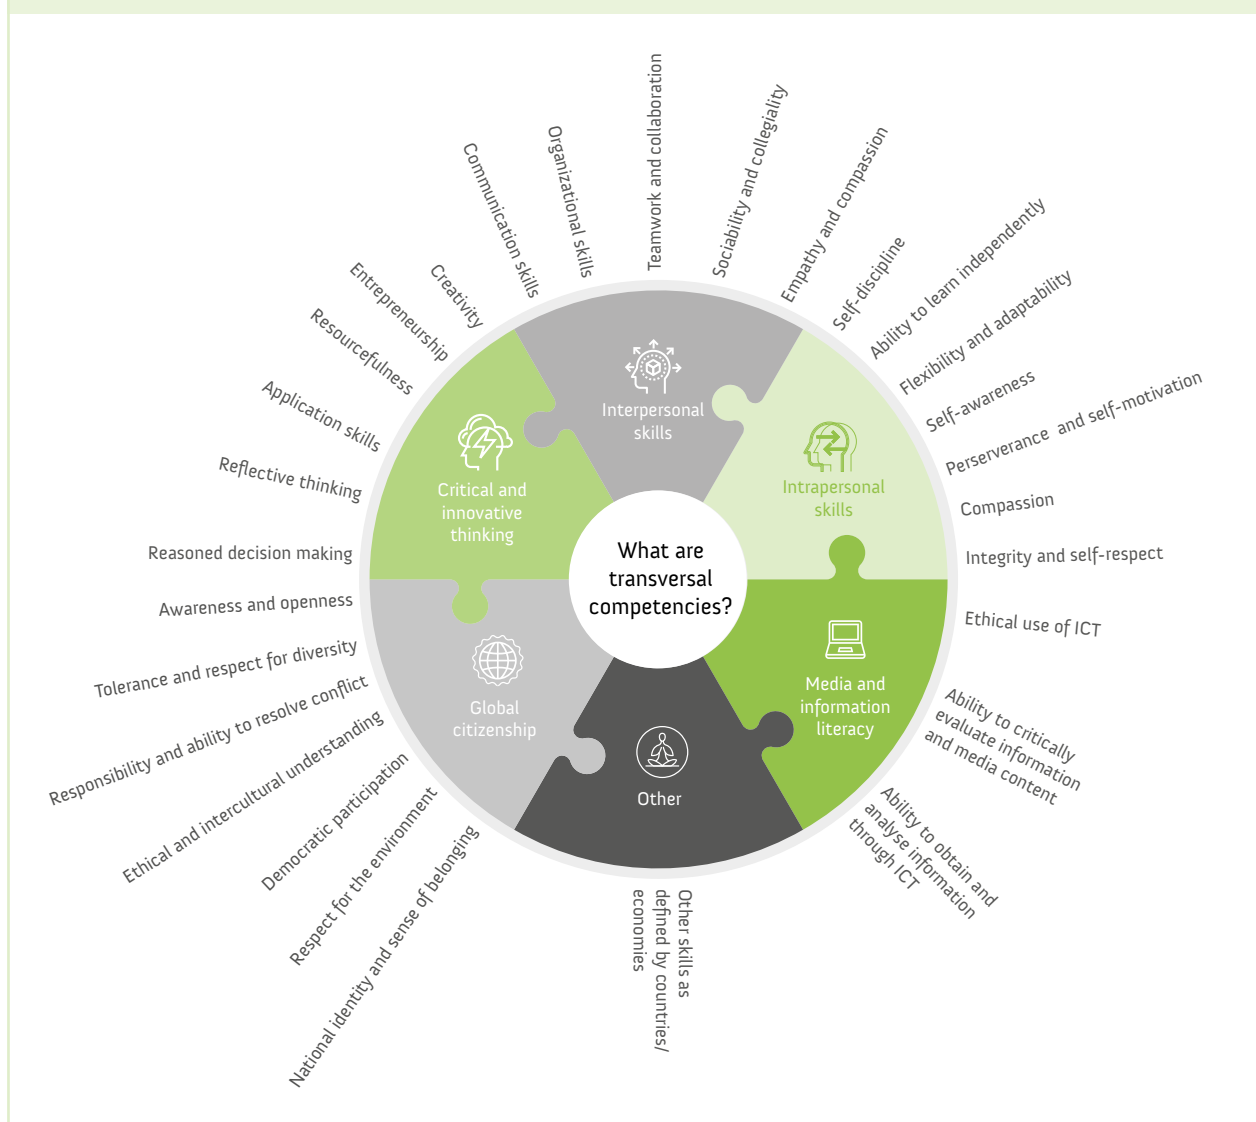 What are
transversal
competencies?
Interpersonal
skills
Communication skills
Organizational skills
Teamwork and collaboration
Sociability and collegiality
Empathy and compassion
Intrapersonal
skills
Self-discipline
Ability to learn independently
Flexibility and adaptability
Self-awareness
Perserverance and self-motivation
Compassion
Integrity and self-respect
Media and
information
literacy
Ethical use of ICT
Ability to critically
evaluate information
and media content
Ability to obtain and
analyse information
through ICT
Other
Other skills as
defined by countries/
economies
Global
citizenship
Awareness and openness
Tolerance and respect for diversity
Responsibility and ability to resolve conflict
Ethical and intercultural understanding
Democratic participation
Respect for the environment
National identity and sense of belonging
Critical and
innovative
thinking
Creativity
Entrepreneurship
Resourcefulness
Application skills
Reflective thinking
Reasoned decision making